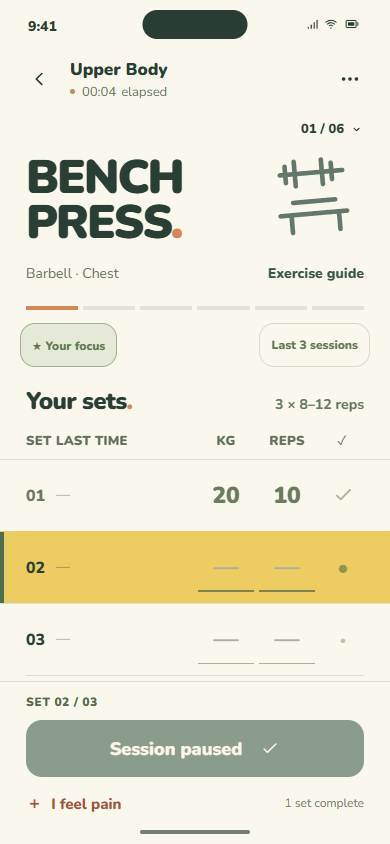 9:41
Upper Body
00:04 elapsed
01 / 06
BENCH
PRESS.
Barbell · Chest
Exercise guide
★ Your focus
Last 3 sessions
Your sets.
3 × 8–12 reps
SET LAST TIME KG REPS ✓
01 — 20 10 ✓
02 — — —
03 — — —
SET 02 / 03
Session paused ✓
+ I feel pain
1 set complete